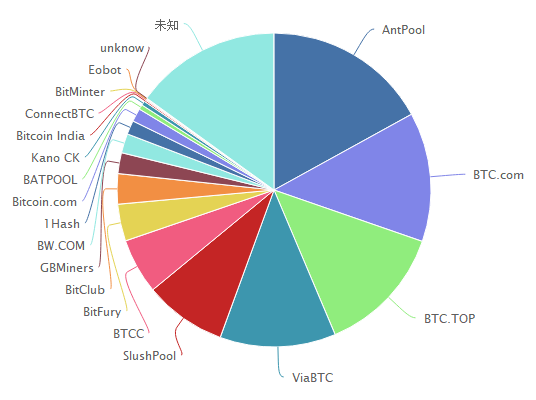 未知
AntPool
unknow
Eobot
BitMinter
ConnectBTC
Bitcoin India
Kano CK
BATPOOL
Bitcoin.com
1Hash
BW.COM
GBMiners
BitClub
BitFury
BTCC
SlushPool
ViaBTC
BTC.TOP
BTC.com